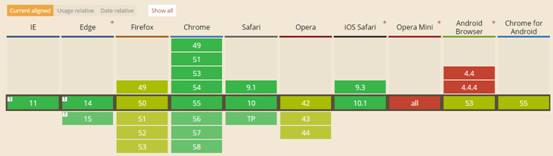 Current aligned Usage relative Date relative Show all
IE Edge * Firefox Chrome Safari Opera iOS Safari * Opera Mini * Android Browser * Chrome for Android
49
51
53 4.4
49 54 9.1 9.3 4.4.4
11 14 50 55 10 42 10.1 all 53 55
15 51 56 TP 43
52 57 44
53 58